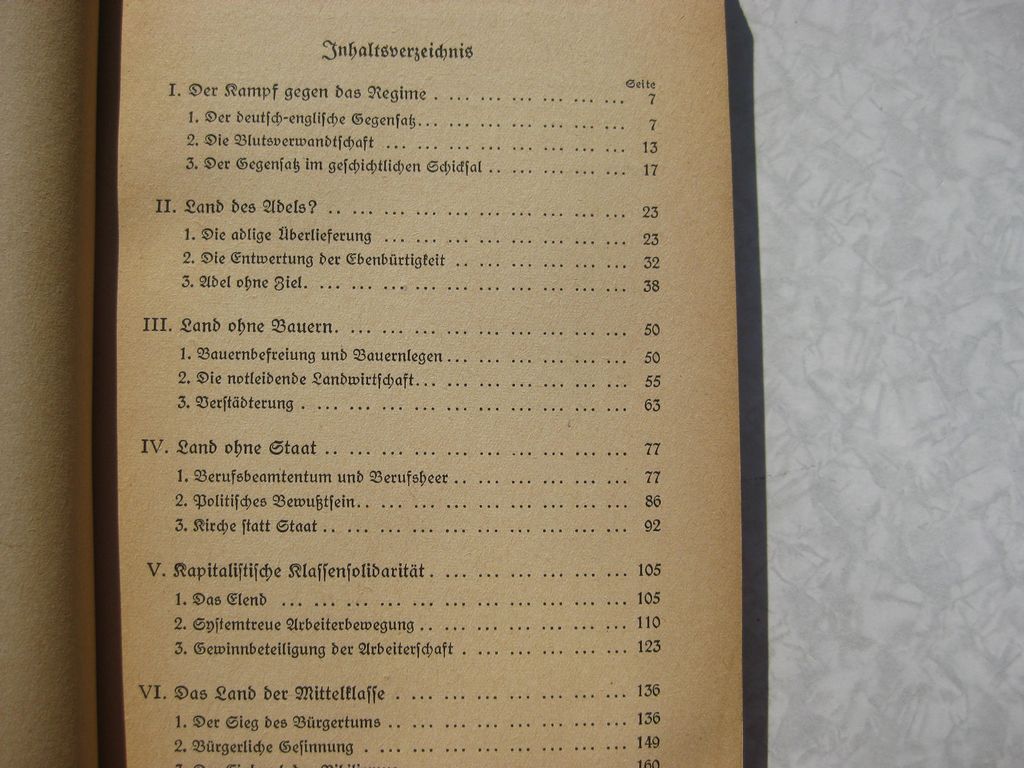 Inhaltsverzeichnis
Seite
I. Der Kampf gegen das Regime . ... ... ... ... ... ... 7
1. Der deutsch-englische Gegensatz... ... ... ... ... ... ... 7
2. Die Blutsverwandtschaft ... ... ... ... ... ... ... ... 13
3. Der Gegensatz im geschichtlichen Schicksal .. ... ... ... ... 17
II. Land des Adels? .. ... ... ... ... ... ... ... ... ... 23
1. Die adlige Überlieferung ... ... ... ... ... ... ... ... 23
2. Die Entwertung der Ebenbürtigkeit .. ... ... ... ... ... 32
3. Adel ohne Ziel. ... ... ... ... ... ... ... ... ... ... 38
III. Land ohne Bauern. ... ... ... ... ... ... ... ... ... 50
1. Bauernbefreiung und Bauernlegen ... ... ... ... ... ... 50
2. Die notleidende Landwirtschaft... ... ... ... ... ... ... 55
3. Verstädterung . ... ... ... ... ... ... ... ... ... ... 63
IV. Land ohne Staat .. ... ... ... ... ... ... ... ... ... 77
1. Berufsbeamtentum und Berufsheer .. ... ... ... ... ... 77
2. Politisches Bewußtsein.. ... ... ... ... ... ... ... ... 86
3. Kirche statt Staat .. ... ... ... ... ... ... ... ... ... 92
V. Kapitalistische Klassensolidarität . ... ... ... ... ... ... 105
1. Das Elend ... ... ... ... ... ... ... ... ... ... ... 105
2. Systemtreue Arbeiterbewegung .. ... ... ... ... ... ... 110
3. Gewinnbeteiligung der Arbeiterschaft . ... ... ... ... ... 123
VI. Das Land der Mittelklasse . ... ... ... ... ... ... ... 136
1. Der Sieg des Bürgertums .. ... ... ... ... ... ... ... 136
2. Bürgerliche Gesinnung . ... ... ... ... ... ... ... ... 149
160